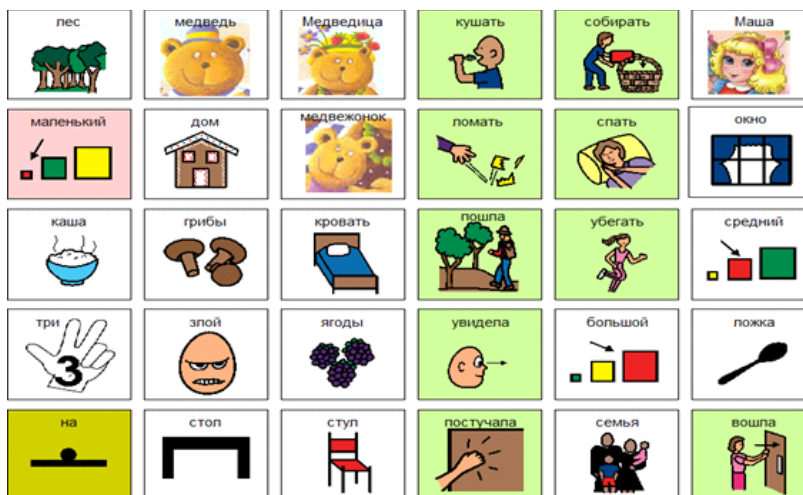 лес медведь Медведица кушать собирать Маша
маленький дом медвежонок ломать спать окно
каша грибы кровать пошла убегать средний
три злой ягоды увидела большой ложка
3
на стол стул постучала семья вошла